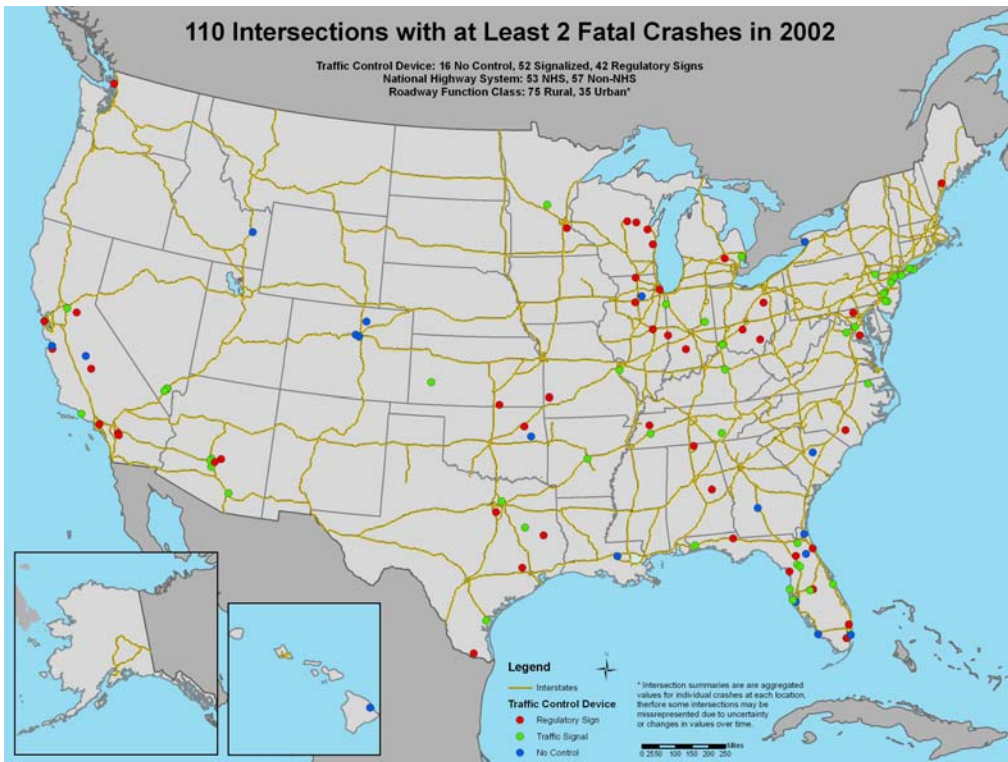 110 Intersections with at Least 2 Fatal Crashes in 2002
Traffic Control Device: 16 No Control, 52 Signalized, 42 Regulatory Signs
National Highway System: 53 NHS, 57 Non-NHS
Roadway Function Class: 75 Rural, 35 Urban*
Legend
N
Interstates
Traffic Control Device
Regulatory Sign
Traffic Signal
No Control
* Intersection summaries are are aggregated
values for individual crashes at each location,
therfore some intersections may be
misrepresented due to uncertainty
or changes in values over time.
Miles
0 25 50 100 150 200 250